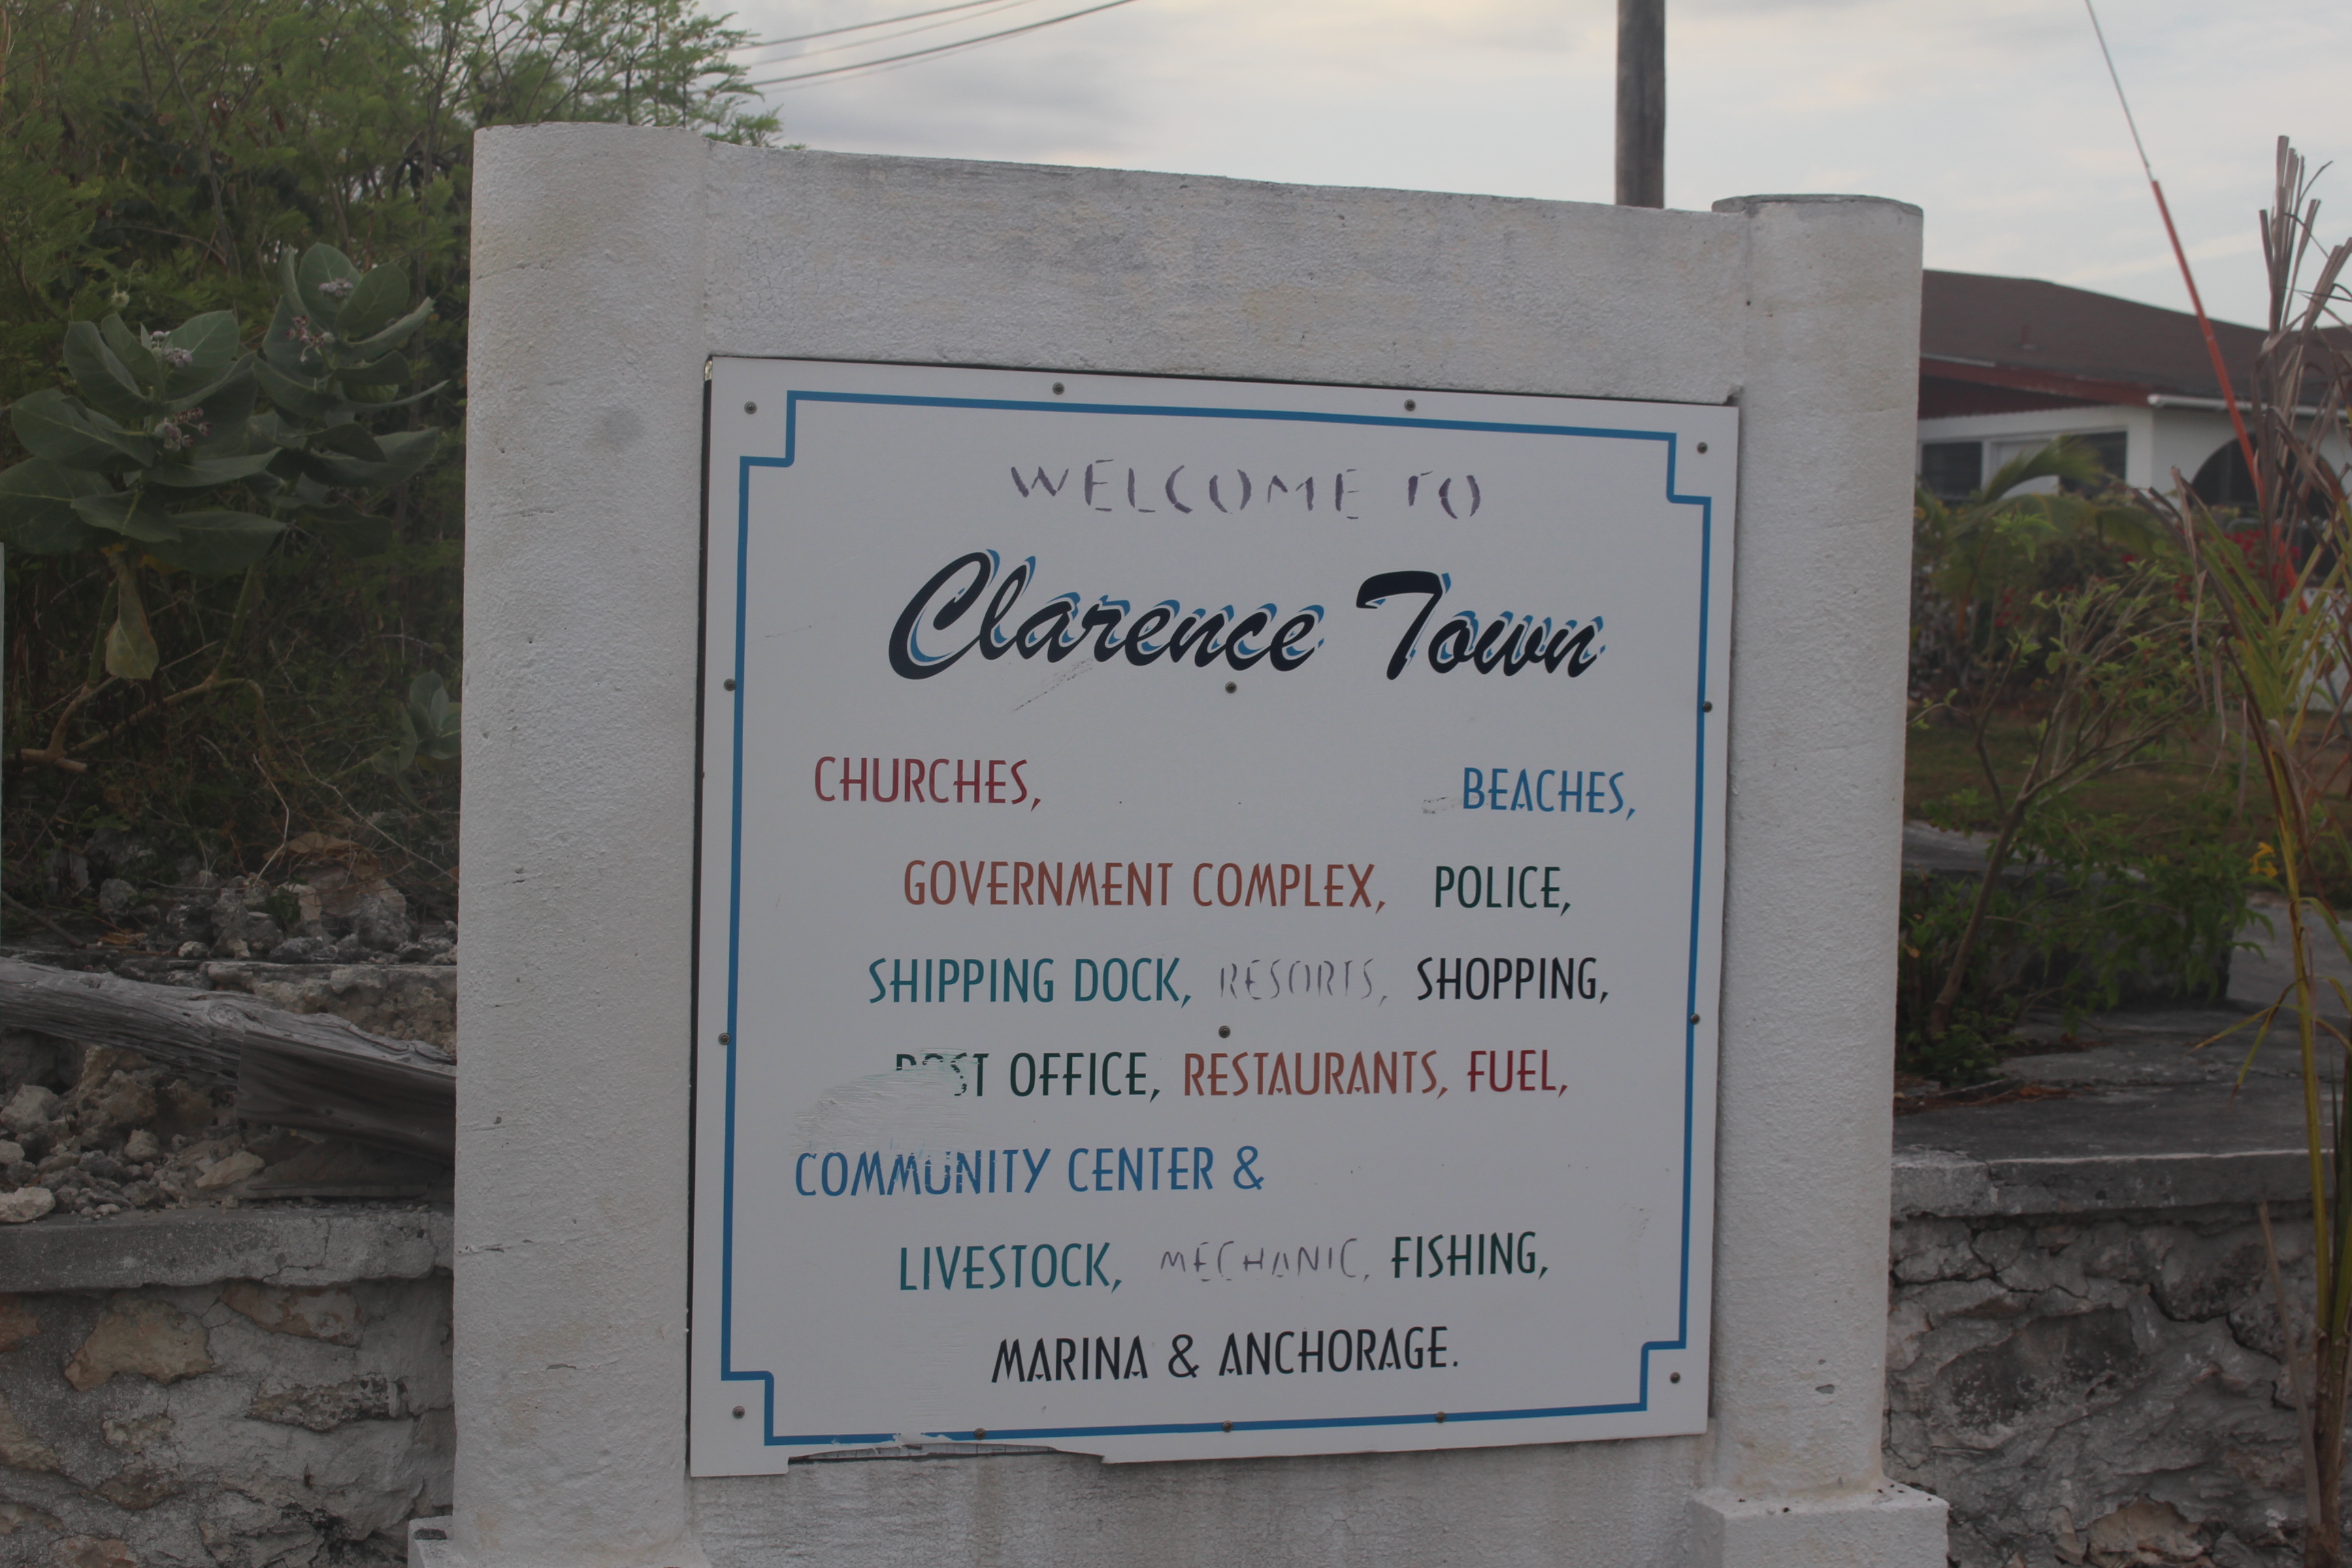 WELCOME TO
Clarence Town
CHURCHES, BEACHES,
GOVERNMENT COMPLEX, POLICE,
SHIPPING DOCK, RESORTS, SHOPPING,
POST OFFICE, RESTAURANTS, FUEL,
COMMUNITY CENTER &
LIVESTOCK, MECHANIC, FISHING,
MARINA & ANCHORAGE.